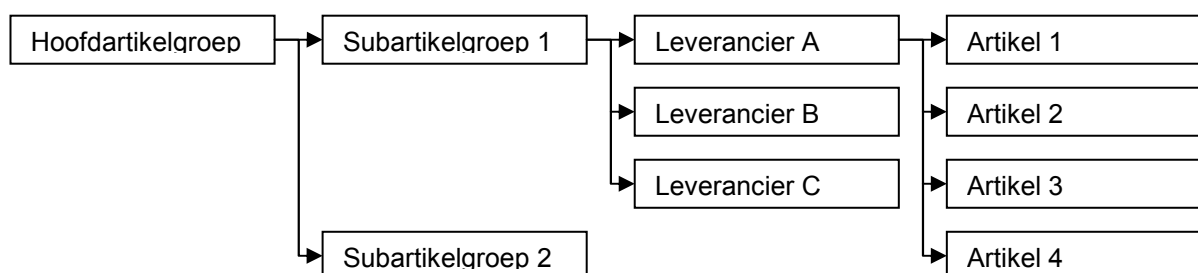 Hoofdartikelgroep Subartikelgroep 1 Leverancier A Artikel 1
Leverancier B Artikel 2
Leverancier C Artikel 3
Subartikelgroep 2 Artikel 4